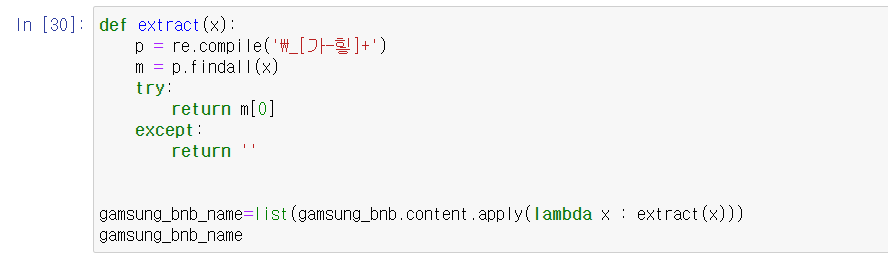 In [30]: def extract(x):
    p = re.compile('₩_[가-힣]+')
    m = p.findall(x)
    try:
        return m[0]
    except:
        return ''
gamsung_bnb_name=list(gamsung_bnb.content.apply(lambda x : extract(x)))
gamsung_bnb_name